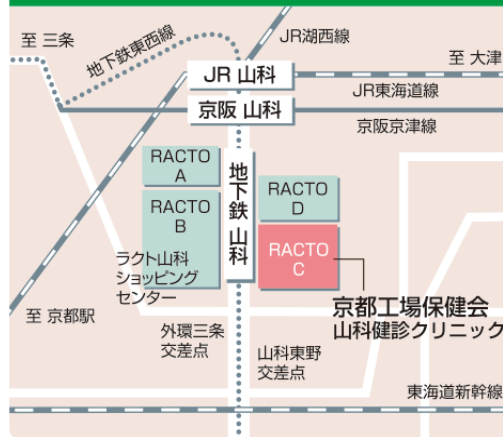 至 三条
地下鉄東西線
JR湖西線
至 大津
JR 山科
JR東海道線
京阪 山科
京阪京津線
RACTO
A
地下鉄 山科
RACTO
D
RACTO
B
RACTO
C
ラクト山科
ショッピング
センター
京都工場保健会
山科健診クリニック
至 京都駅
外環三条
交差点
山科東野
交差点
東海道新幹線